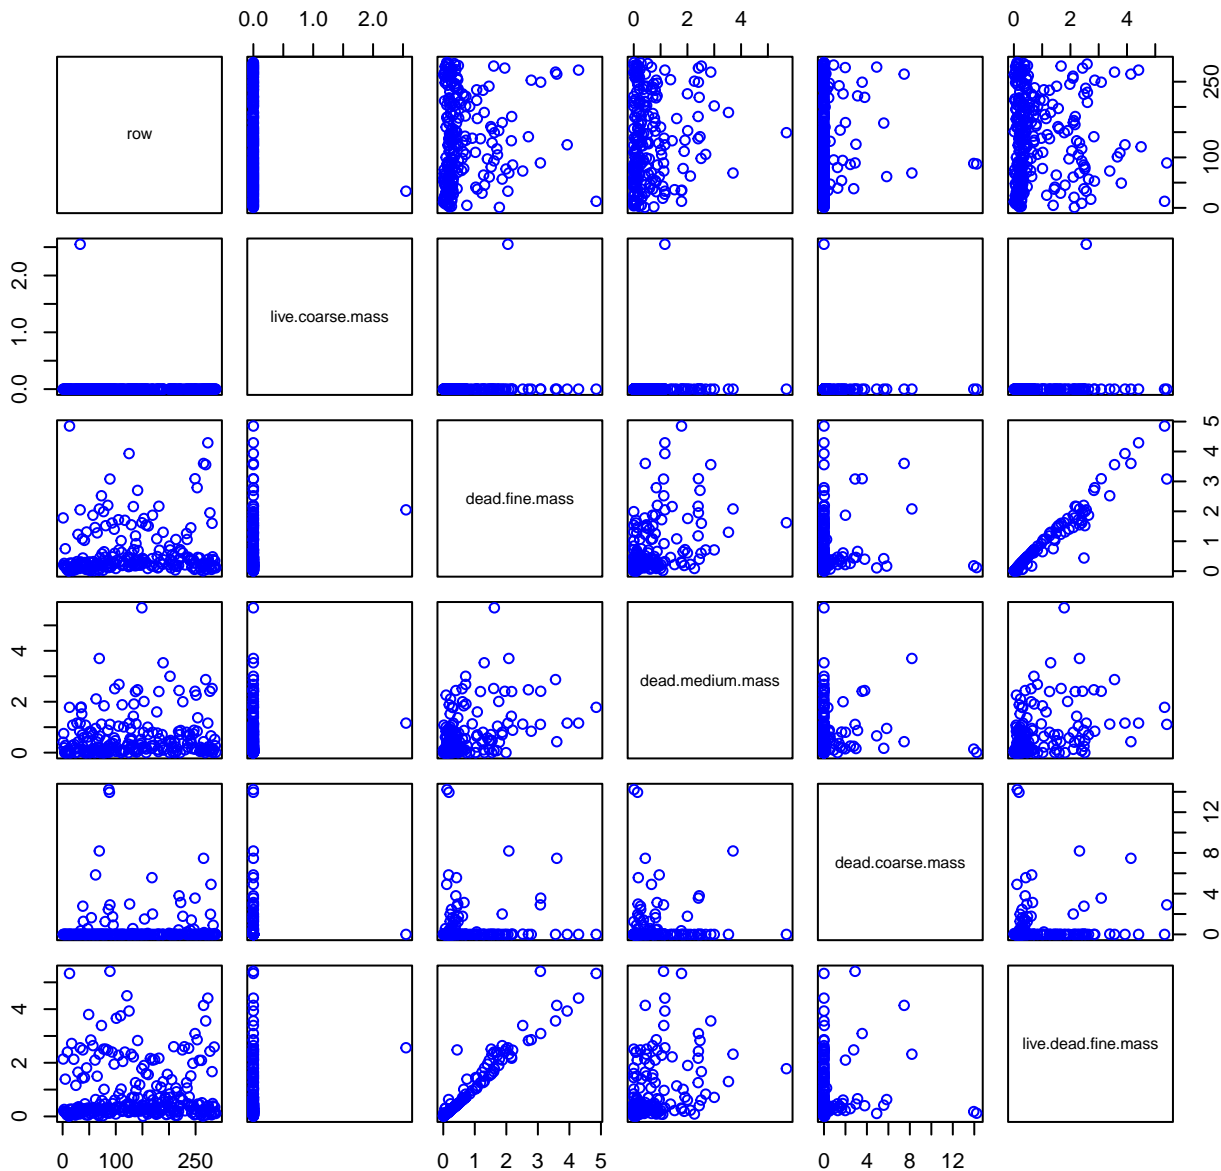 0.0 1.0 2.0 0 2 4 0 2 4
row
0 100 250
live.coarse.mass
0.0 1.0 2.0
dead.fine.mass
0 1 2 3 4 5
dead.medium.mass
0 2 4
dead.coarse.mass
0 4 8 12
live.dead.fine.mass
0 2 4
0 100 250 0 1 2 3 4 5 0 4 8 12